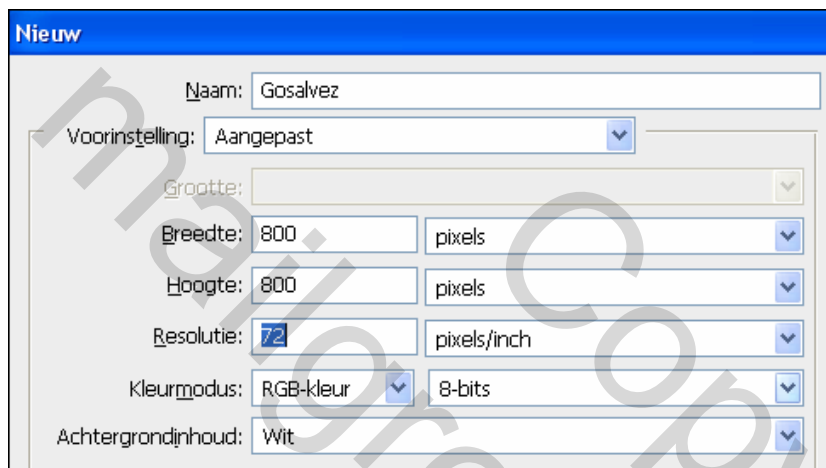 Nieuw
Naam: Gosalvez
Voorinstelling: Aangepast
Grootte:
Breedte: 800 pixels
Hoogte: 800 pixels
Resolutie: 72 pixels/inch
Kleurmodus: RGB-kleur 8-bits
Achtergrondinhoud: Wit